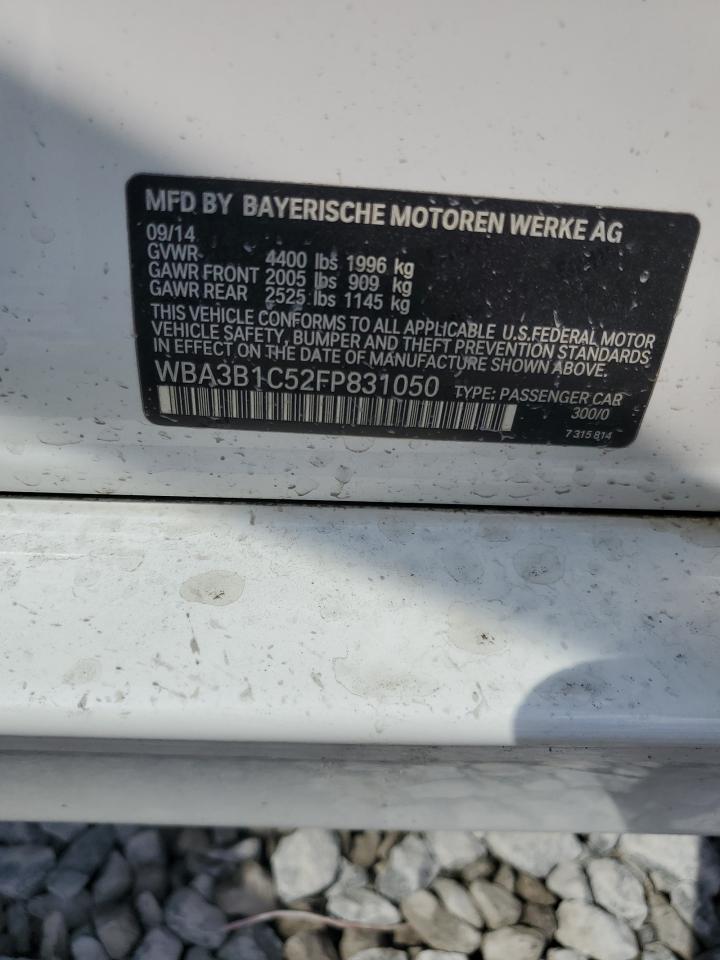 MFD BY BAYERISCHE MOTOREN WERKE AG
09/14
GVWR 4400 lbs 1996 kg
GAWR FRONT 2005 lbs 909 kg
GAWR REAR 2525 lbs 1145 kg
THIS VEHICLE CONFORMS TO ALL APPLICABLE U.S.FEDERAL MOTOR
VEHICLE SAFETY, BUMPER AND THEFT PREVENTION STANDARDS
IN EFFECT ON THE DATE OF MANUFACTURE SHOWN ABOVE.
WBA3B1C52FP831050 TYPE: PASSENGER CAR
300/0
7 315 814